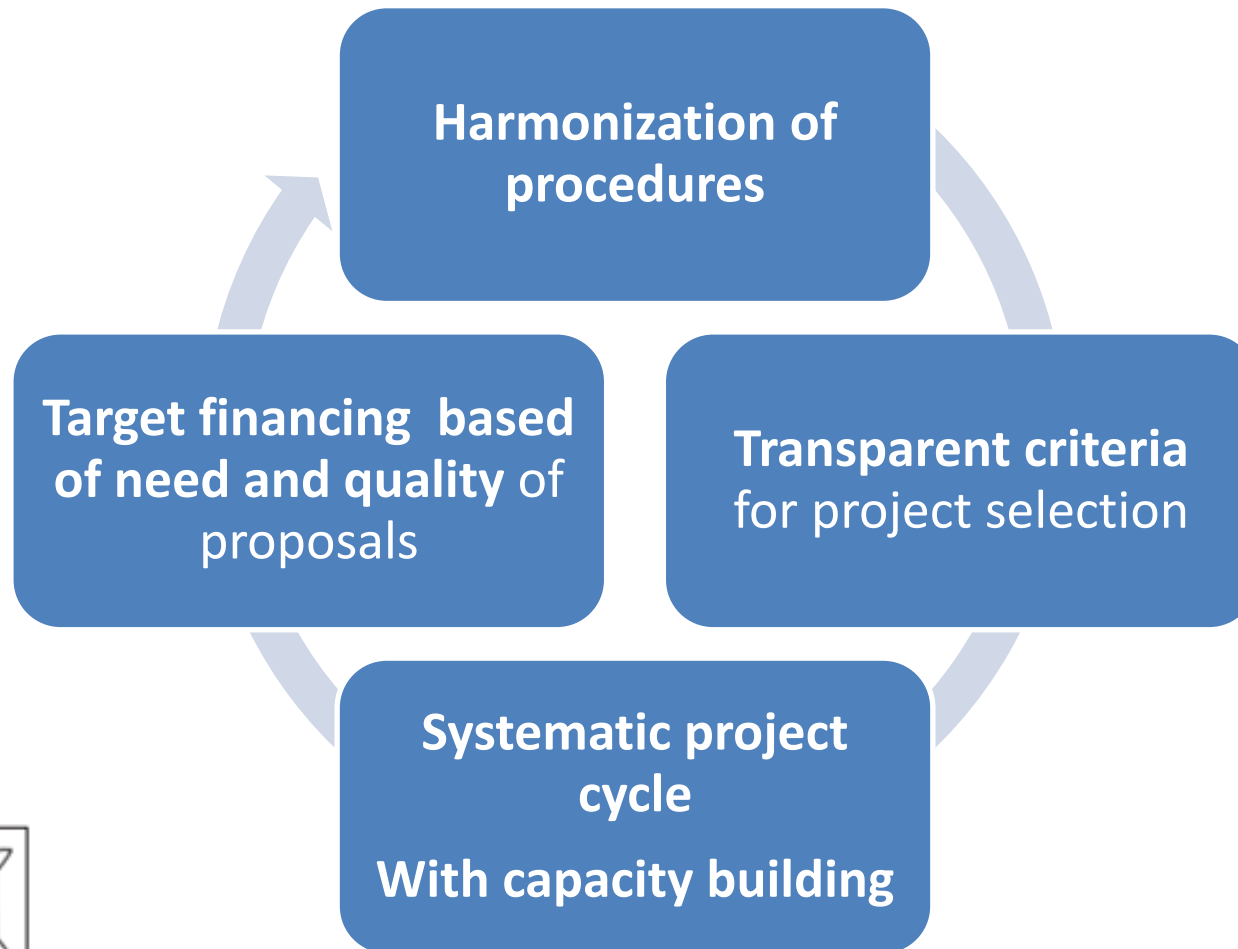 Harmonization of
procedures
Target financing  based
of need and quality of
proposals
Transparent criteria
for project selection
Systematic project
cycle
With capacity building